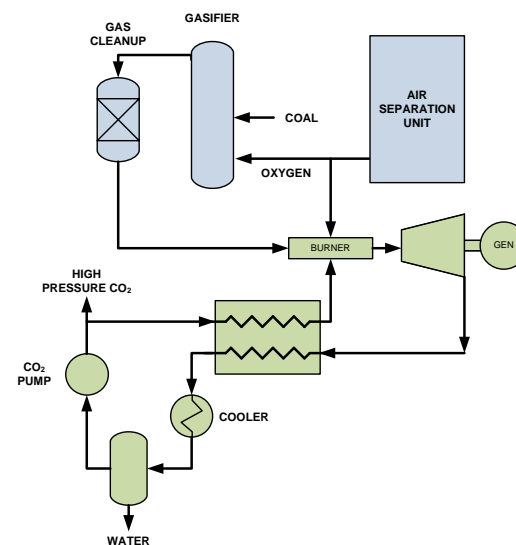 GASIFIER
GAS
CLEANUP
AIR
SEPARATION
UNIT
COAL
OXYGEN
BURNER
GEN
HIGH
PRESSURE CO₂
CO₂
PUMP
COOLER
WATER